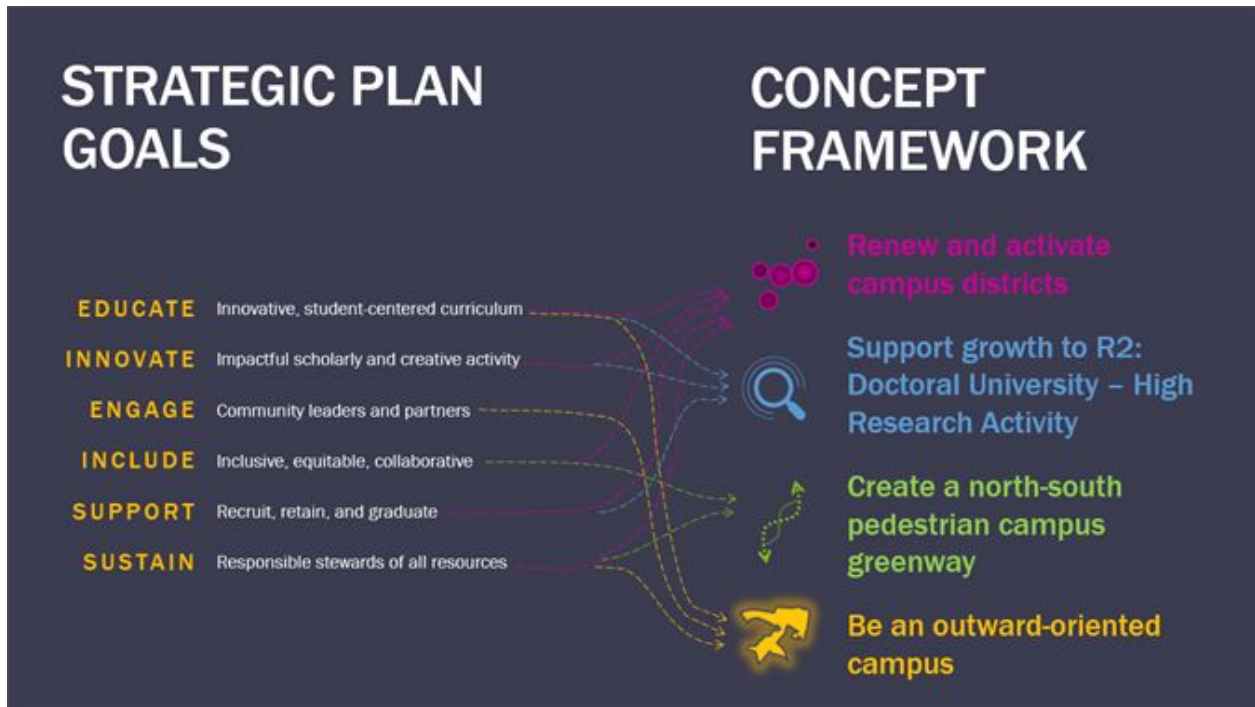 STRATEGIC PLAN
GOALS
EDUCATE Innovative, student-centered curriculum
INNOVATE Impactful scholarly and creative activity
ENGAGE Community leaders and partners
INCLUDE Inclusive, equitable, collaborative
SUPPORT Recruit, retain, and graduate
SUSTAIN Responsible stewards of all resources
CONCEPT
FRAMEWORK
Renew and activate
campus districts
Support growth to R2:
Doctoral University – High
Research Activity
Create a north-south
pedestrian campus
greenway
Be an outward-oriented
campus